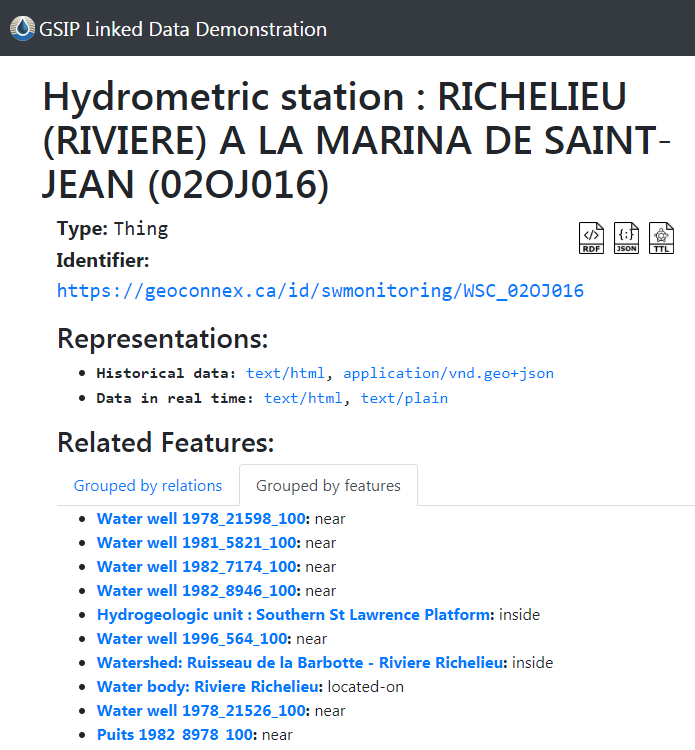 GSIP Linked Data Demonstration
Hydrometric station : RICHELIEU
(RIVIERE) A LA MARINA DE SAINT-
JEAN (02OJ016)
Type: Thing
RDF JSON TTL
Identifier:
https://geoconnex.ca/id/swmonitoring/WSC_02OJ016
Representations:
• Historical data: text/html, application/vnd.geo+json
• Data in real time: text/html, text/plain
Related Features:
Grouped by relations Grouped by features
• Water well 1978_21598_100: near
• Water well 1981_5821_100: near
• Water well 1982_7174_100: near
• Water well 1982_8946_100: near
• Hydrogeologic unit : Southern St Lawrence Platform: inside
• Water well 1996_564_100: near
• Watershed: Ruisseau de la Barbotte - Riviere Richelieu: inside
• Water body: Riviere Richelieu: located-on
• Water well 1978_21526_100: near
• Puits 1982_8978_100: near